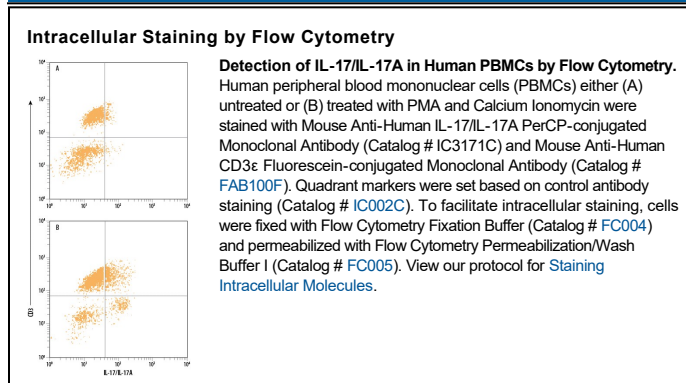 Intracellular Staining by Flow Cytometry
Detection of IL-17/IL-17A in Human PBMCs by Flow Cytometry.
Human peripheral blood mononuclear cells (PBMCs) either (A)
untreated or (B) treated with PMA and Calcium Ionomycin were
stained with Mouse Anti-Human IL-17/IL-17A PerCP-conjugated
Monoclonal Antibody (Catalog # IC3171C) and Mouse Anti-Human
CD3ε Fluorescein-conjugated Monoclonal Antibody (Catalog #
FAB100F). Quadrant markers were set based on control antibody
staining (Catalog # IC002C). To facilitate intracellular staining, cells
were fixed with Flow Cytometry Fixation Buffer (Catalog # FC004)
and permeabilized with Flow Cytometry Permeabilization/Wash
Buffer I (Catalog # FC005). View our protocol for Staining
Intracellular Molecules.
A
B
CD3
IL-17/IL-17A